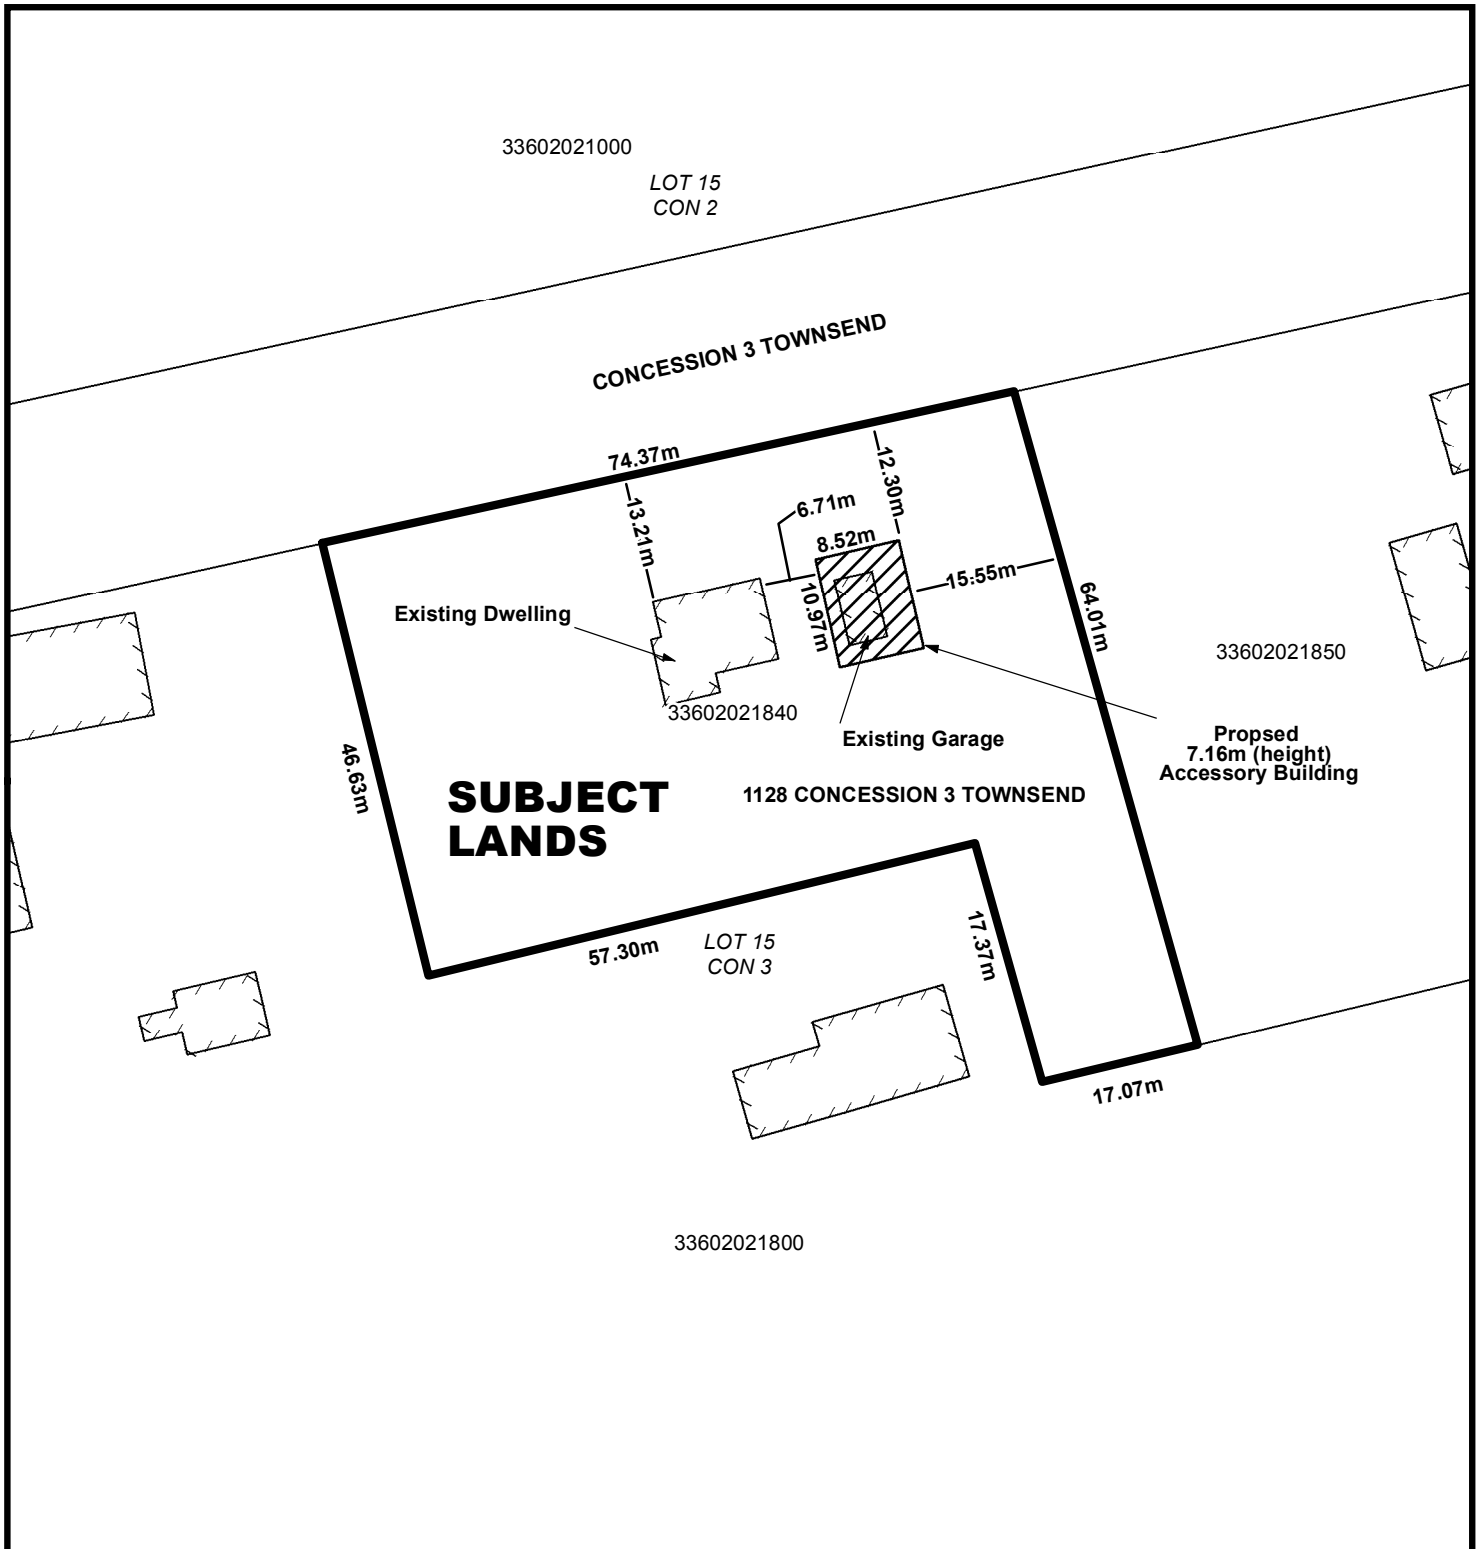 33602021000
LOT 15
CON 2
CONCESSION 3 TOWNSEND
74.37m
13.21m
12.30m
6.71m
8.52m
10.97m
15.55m
64.01m
Existing Dwelling
33602021840
33602021850
Existing Garage
Propsed
7.16m (height)
Accessory Building
46.63m
SUBJECT
LANDS
1128 CONCESSION 3 TOWNSEND
57.30m
LOT 15
CON 3
17.37m
17.07m
33602021800